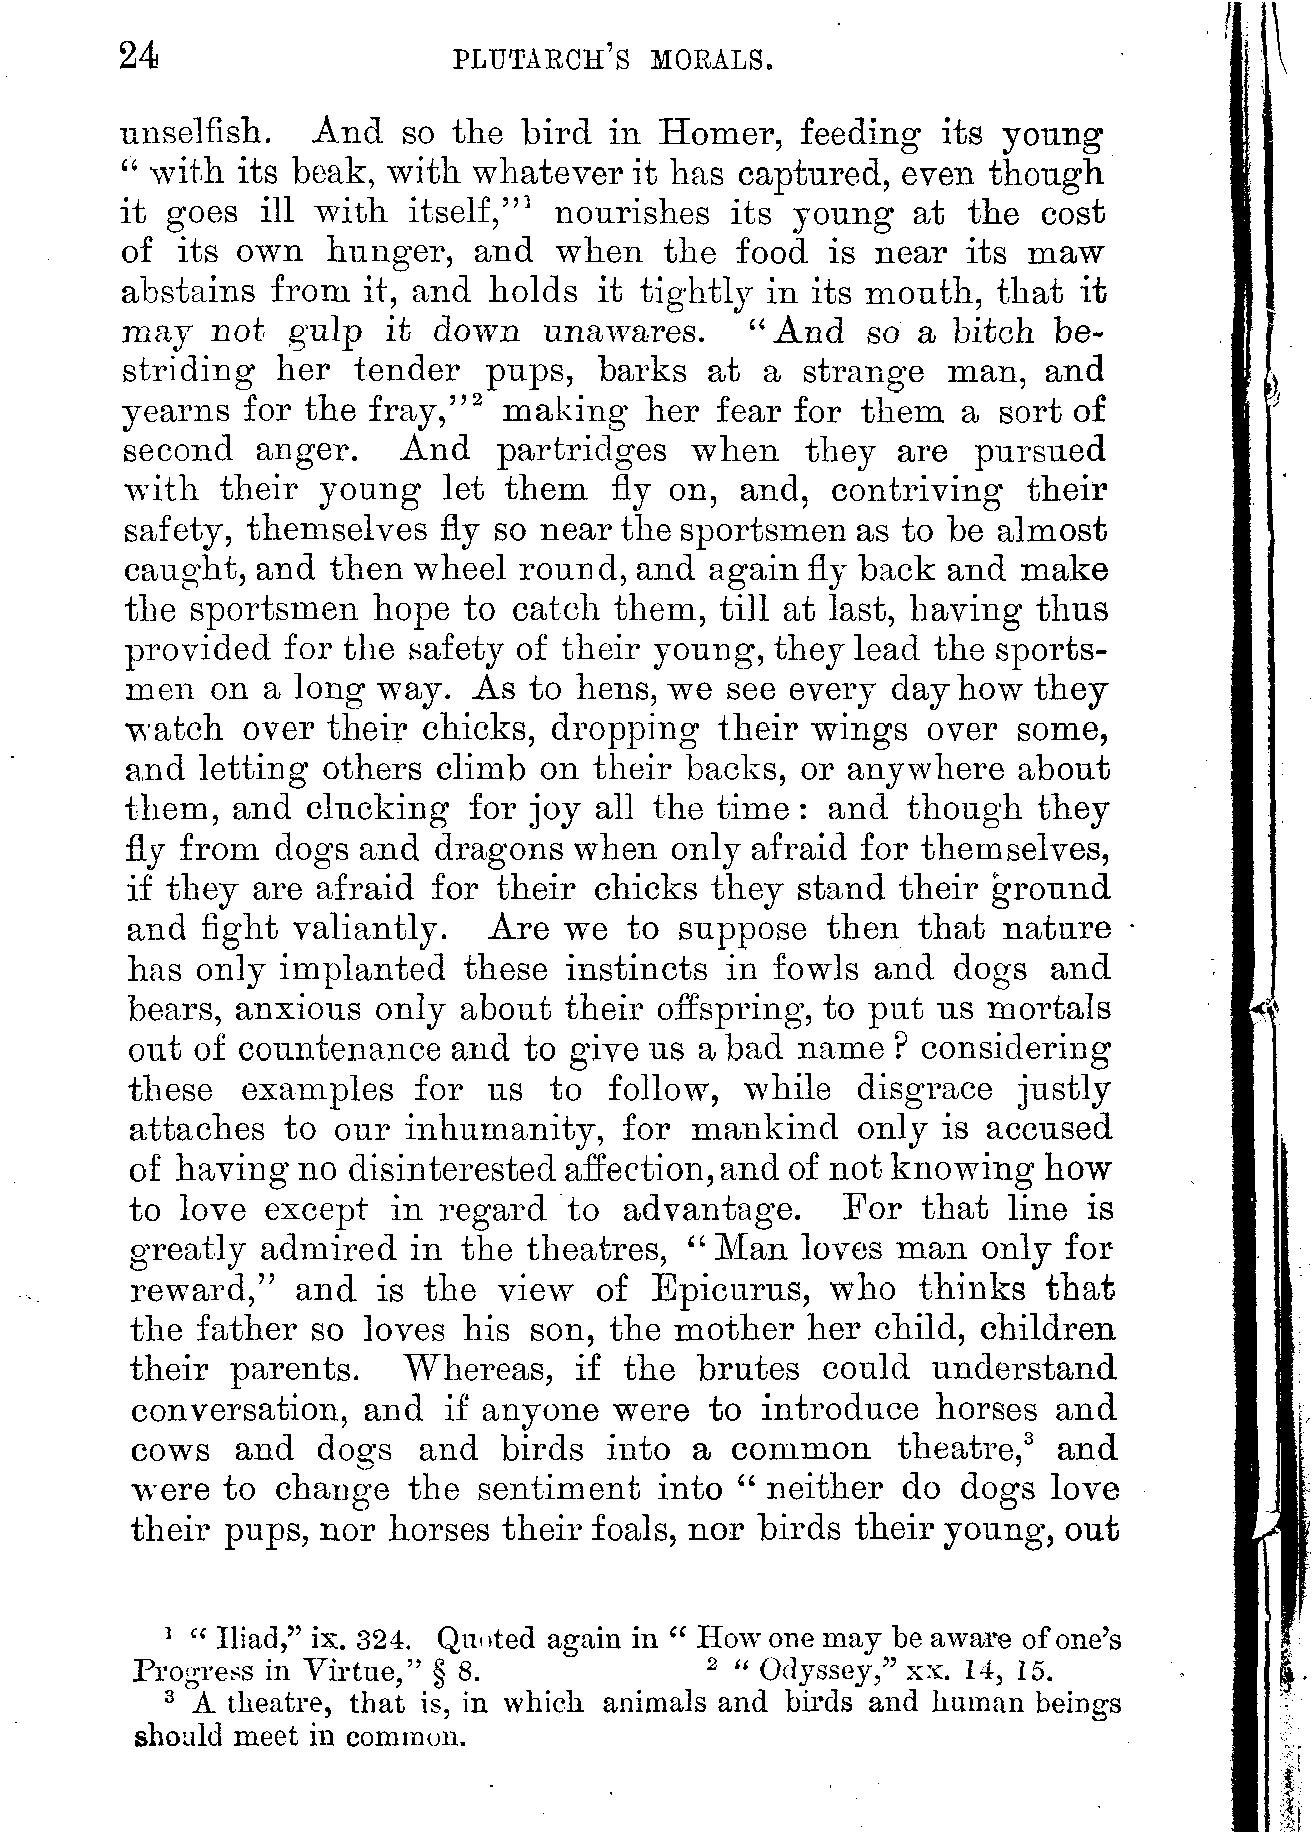 24 PLUTARCH'S MORALS.
unselfish. And so the bird in Homer, feeding its young
“ with its beak, with whatever it has captured, even though
it goes ill with itself,”¹ nourishes its young at the cost
of its own hunger, and when the food is near its maw
abstains from it, and holds it tightly in its mouth, that it
may not gulp it down unawares. “ And so a bitch be-
striding her tender pups, barks at a strange man, and
yearns for the fray,”² making her fear for them a sort of
second anger. And partridges when they are pursued
with their young let them fly on, and, contriving their
safety, themselves fly so near the sportsmen as to be almost
caught, and then wheel round, and again fly back and make
the sportsmen hope to catch them, till at last, having thus
provided for the safety of their young, they lead the sports-
men on a long way. As to hens, we see every day how they
watch over their chicks, dropping their wings over some,
and letting others climb on their backs, or anywhere about
them, and clucking for joy all the time : and though they
fly from dogs and dragons when only afraid for themselves,
if they are afraid for their chicks they stand their ground
and fight valiantly. Are we to suppose then that nature
has only implanted these instincts in fowls and dogs and
bears, anxious only about their offspring, to put us mortals
out of countenance and to give us a bad name ? considering
these examples for us to follow, while disgrace justly
attaches to our inhumanity, for mankind only is accused
of having no disinterested affection, and of not knowing how
to love except in regard to advantage. For that line is
greatly admired in the theatres, “ Man loves man only for
reward,” and is the view of Epicurus, who thinks that
the father so loves his son, the mother her child, children
their parents. Whereas, if the brutes could understand
conversation, and if anyone were to introduce horses and
cows and dogs and birds into a common theatre,³ and
were to change the sentiment into “ neither do dogs love
their pups, nor horses their foals, nor birds their young, out
¹ “ Iliad,” ix. 324. Quoted again in “ How one may be aware of one's
Progress in Virtue,” § 8. ² “ Odyssey,” xx. 14, 15.
³ A theatre, that is, in which animals and birds and human beings
should meet in common.